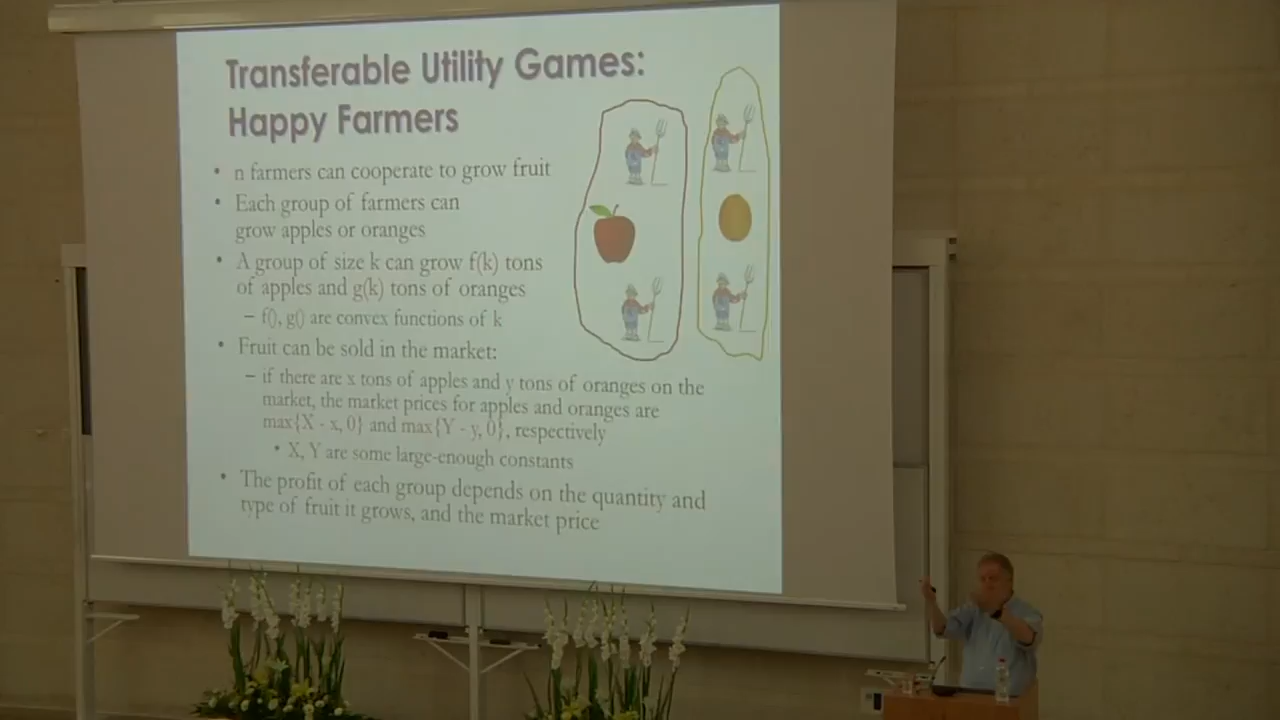 Transferable Utility Games:
Happy Farmers
• n farmers can cooperate to grow fruit
• Each group of farmers can
grow apples or oranges
• A group of size k can grow f(k) tons
of apples and g(k) tons of oranges
– f(), g() are convex functions of k
• Fruit can be sold in the market:
– if there are x tons of apples and y tons of oranges on the
market, the market prices for apples and oranges are
max{X - x, 0} and max{Y - y, 0}, respectively
• X, Y are some large-enough constants
• The profit of each group depends on the quantity and
type of fruit it grows, and the market price